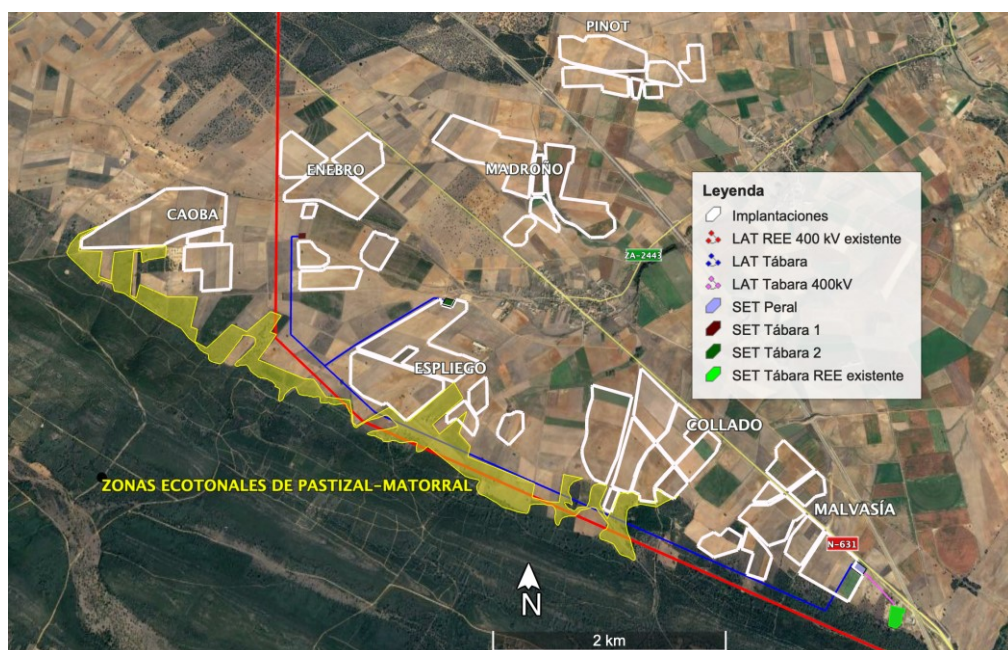 PINOT
ENEBRO
MADROÑO
CAOBA
Leyenda
Implantaciones
LAT REE 400 kV existente
LAT Tábara
LAT Tabara 400kV
SET Peral
SET Tábara 1
SET Tábara 2
SET Tábara REE existente
ZA-2443
ESPLIEGO
COLLADO
ZONAS ECOTONALES DE PASTIZAL-MATORRAL
MALVASÍA
N-631
N
2 km